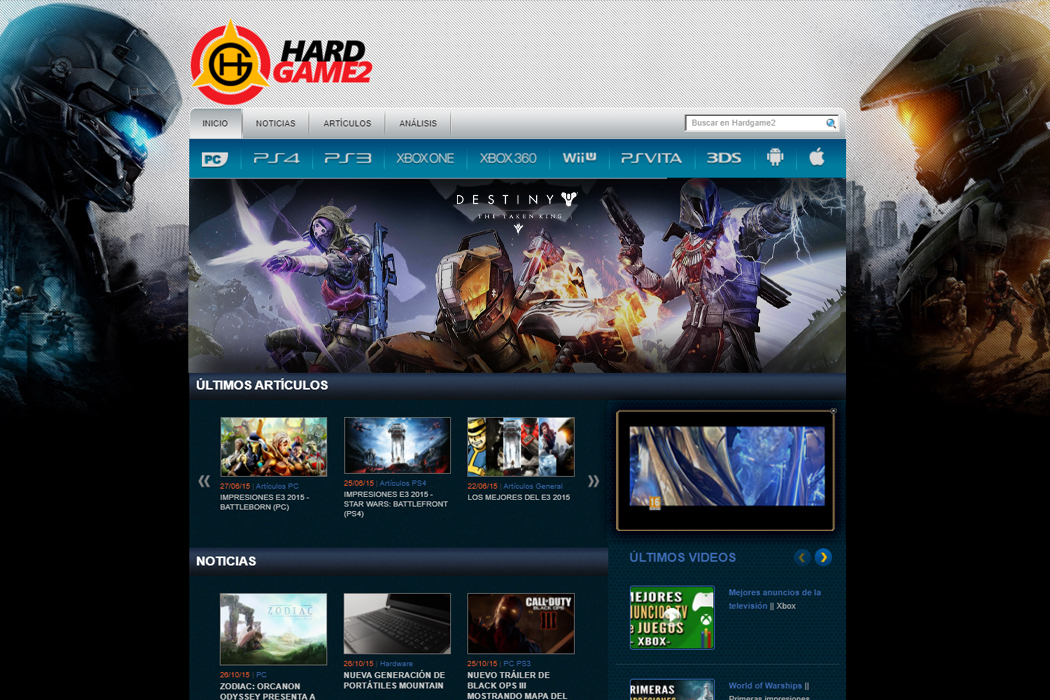 HARD
GAME2
INICIO NOTICIAS ARTÍCULOS ANÁLISIS
Buscar en Hardgame2
PC PS4 PS3 XBOX ONE XBOX 360 WiiU PSVITA 3DS
DESTINY
THE TAKEN KING
ÚLTIMOS ARTÍCULOS
« »
27/06/15 | Artículos PC
IMPRESIONES E3 2015 -
BATTLEBORN (PC)
25/06/15 | Artículos PS4
IMPRESIONES E3 2015 -
STAR WARS: BATTLEFRONT
(PS4)
22/06/15 | Artículos General
LOS MEJORES DEL E3 2015
16
NOTICIAS
ZODIAC
26/10/15 | PC
ZODIAC: ORCANON
ODYSSEY PRESENTA A
26/10/15 | Hardware
NUEVA GENERACIÓN DE
PORTÁTILES MOUNTAIN
CALL OF DUTY
BLACK OPS
III
25/10/15 | PC PS3
NUEVO TRÁILER DE
BLACK OPS III
MOSTRANDO MAPA DEL
ÚLTIMOS VIDEOS
MEJORES
ANUNCIOS TV
DE JUEGOS
- XBOX-
Mejores anuncios de la
televisión || Xbox
PRIMERAS
World of Warships ||
Primeras impresiones